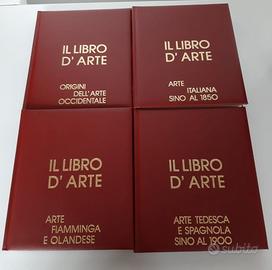 IL LIBRO
D' ARTE
ORIGINI
DELL'ARTE
OCCIDENTALE
IL LIBRO
D' ARTE
ARTE
ITALIANA
SINO AL 1850
IL LIBRO
D' ARTE
ARTE
FIAMMINGA
E OLANDESE
IL LIBRO
D' ARTE
ARTE TEDESCA
E SPAGNOLA
SINO AL 1900
subito